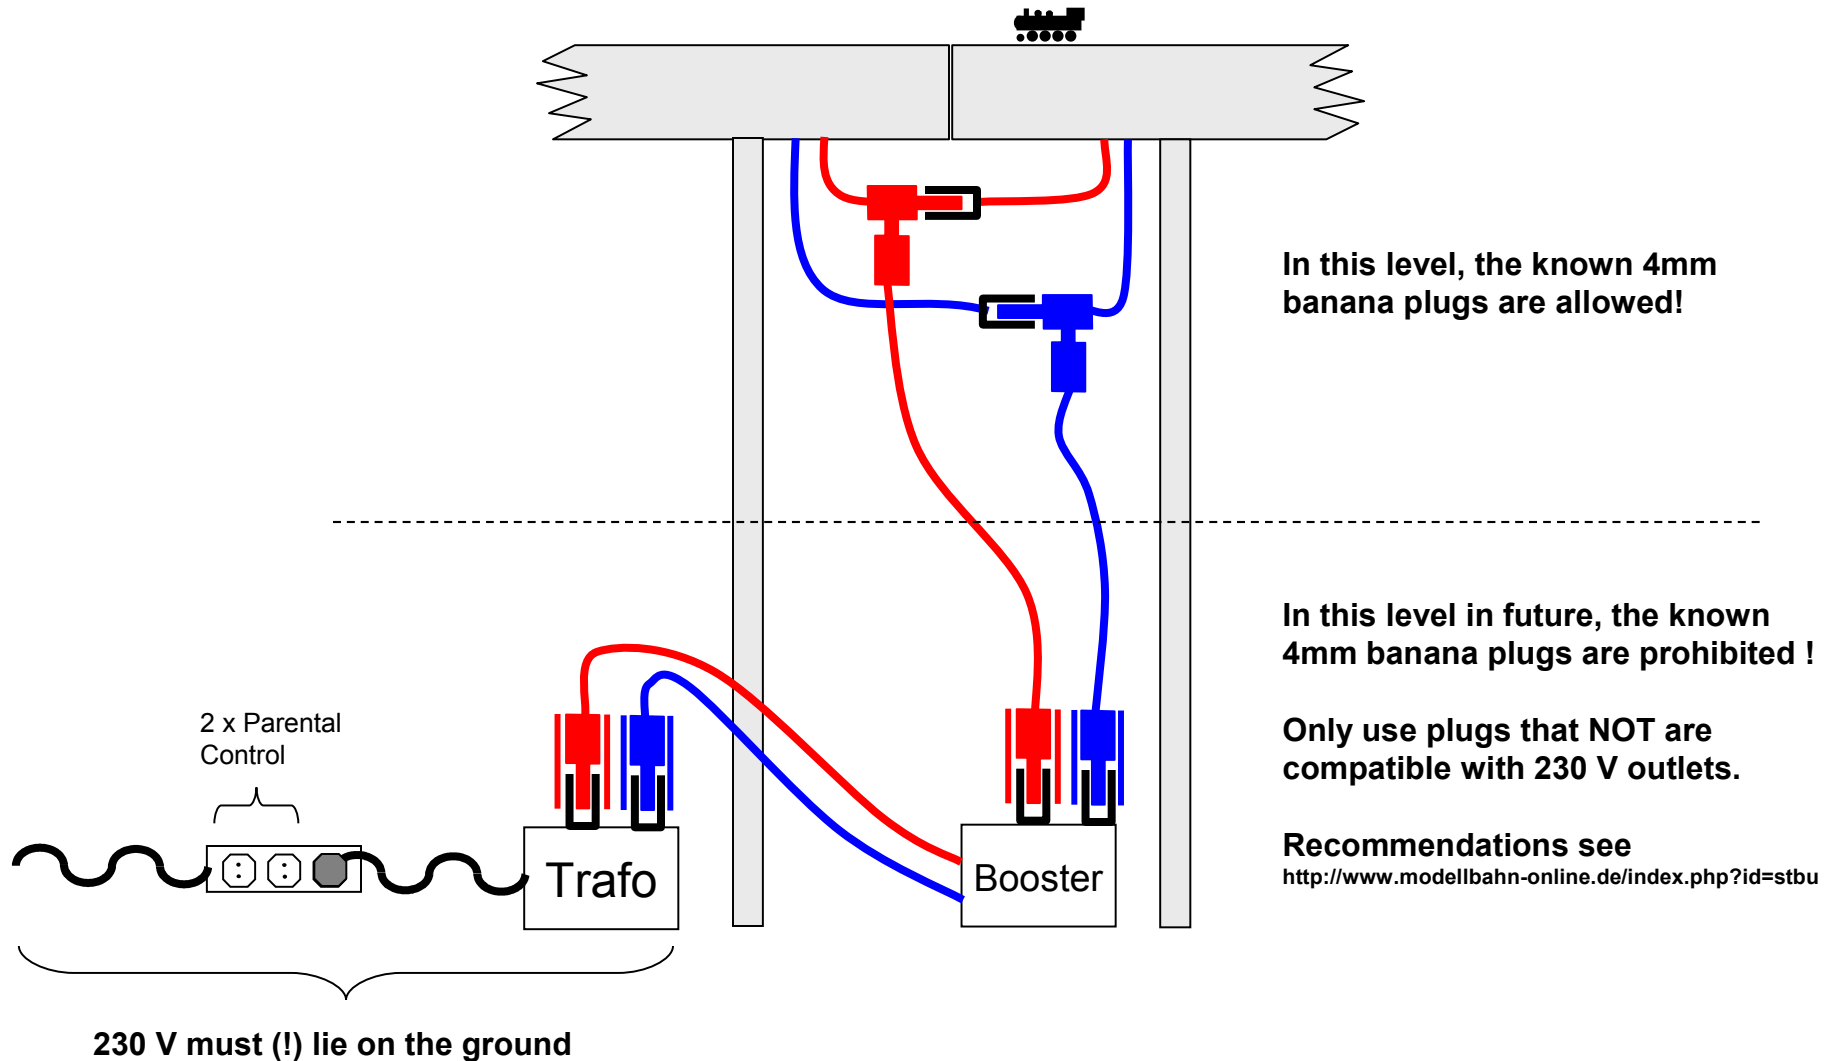 In this level, the known 4mm
banana plugs are allowed!
In this level in future, the known
4mm banana plugs are prohibited !
Only use plugs that NOT are
compatible with 230 V outlets.
Recommendations see
http://www.modellbahn-online.de/index.php?id=stbu
2 x Parental
Control
Trafo
Booster
230 V must (!) lie on the ground